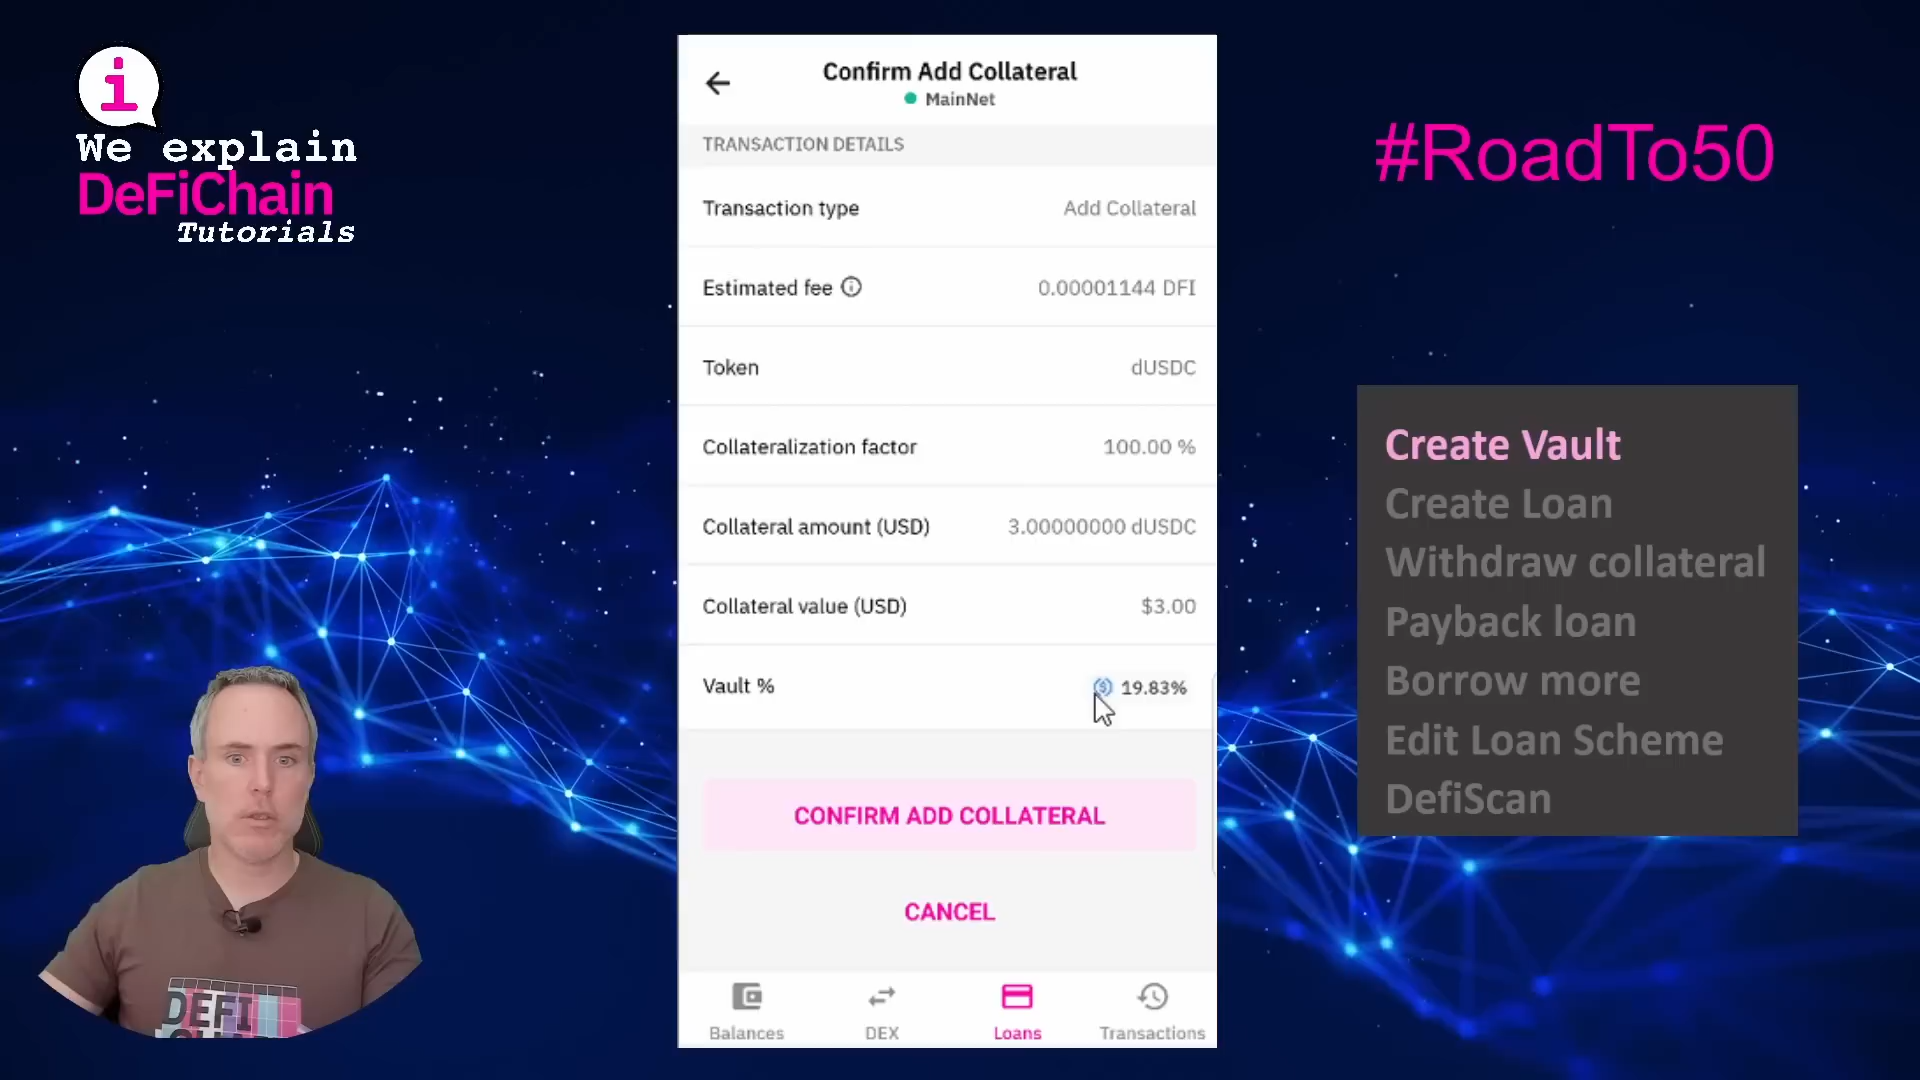 i
We explain
DeFiChain
Tutorials
Confirm Add Collateral
MainNet
TRANSACTION DETAILS
Transaction type Add Collateral
Estimated fee 0.00001144 DFI
Token dUSDC
Collateralization factor 100.00 %
Collateral amount (USD) 3.00000000 dUSDC
Collateral value (USD) $3.00
Vault % 19.83%
CONFIRM ADD COLLATERAL
CANCEL
Balances DEX Loans Transactions
#RoadTo50
Create Vault
Create Loan
Withdraw collateral
Payback loan
Borrow more
Edit Loan Scheme
DefiScan
DEFI